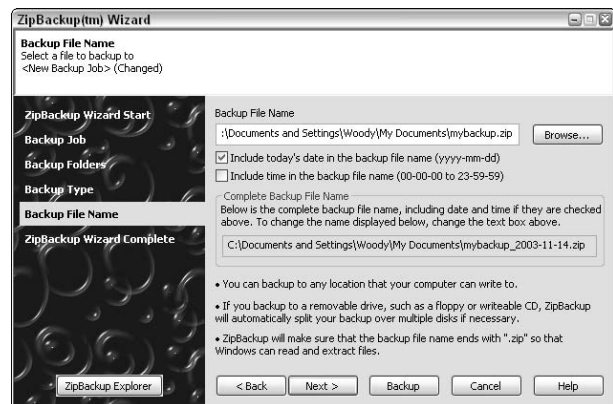 ZipBackup(tm) Wizard
Backup File Name
Select a file to backup to
<New Backup Job> (Changed)
ZipBackup Wizard Start
Backup Job
Backup Folders
Backup Type
Backup File Name
ZipBackup Wizard Complete
ZipBackup Explorer
Backup File Name
:\Documents and Settings\Woody\My Documents\mybackup.zip
Browse...
Include today's date in the backup file name (yyyy-mm-dd)
Include time in the backup file name (00-00-00 to 23-59-59)
Complete Backup File Name
Below is the complete backup file name, including date and time if they are checked
above. To change the name displayed below, change the text box above.
C:\Documents and Settings\Woody\My Documents\mybackup_2003-11-14.zip
• You can backup to any location that your computer can write to.
• If you backup to a removable drive, such as a floppy or writeable CD, ZipBackup
will automatically split your backup over multiple disks if necessary.
• ZipBackup will make sure that the backup file name ends with ".zip" so that
Windows can read and extract files.
< Back
Next >
Backup
Cancel
Help